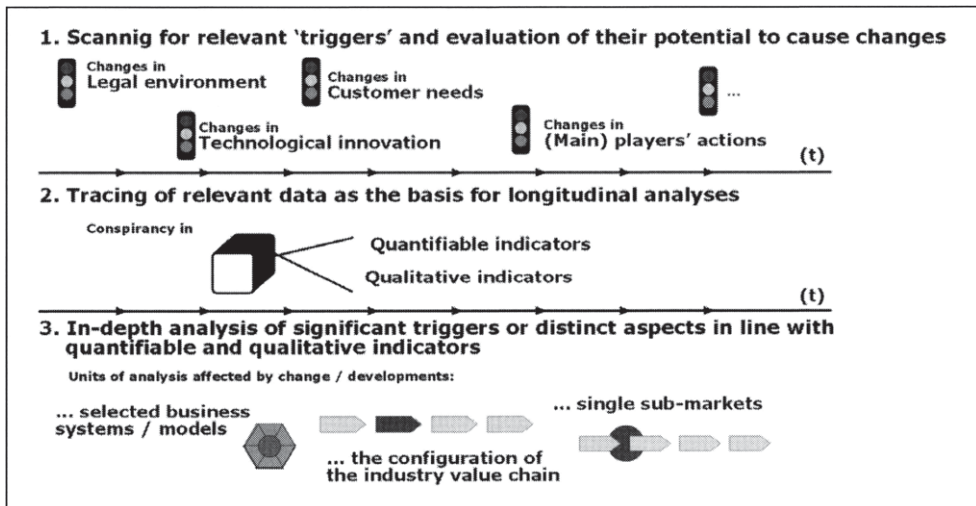 1. Scannig for relevant ‘triggers’ and evaluation of their potential to cause changes
Changes in
Legal environment
Changes in
Customer needs
...
Changes in
Technological innovation
Changes in
(Main) players’ actions
(t)
2. Tracing of relevant data as the basis for longitudinal analyses
Conspirancy in
Quantifiable indicators
Qualitative indicators
(t)
3. In-depth analysis of significant triggers or distinct aspects in line with
quantifiable and qualitative indicators
Units of analysis affected by change / developments:
... selected business
systems / models
... the configuration of
the industry value chain
... single sub-markets